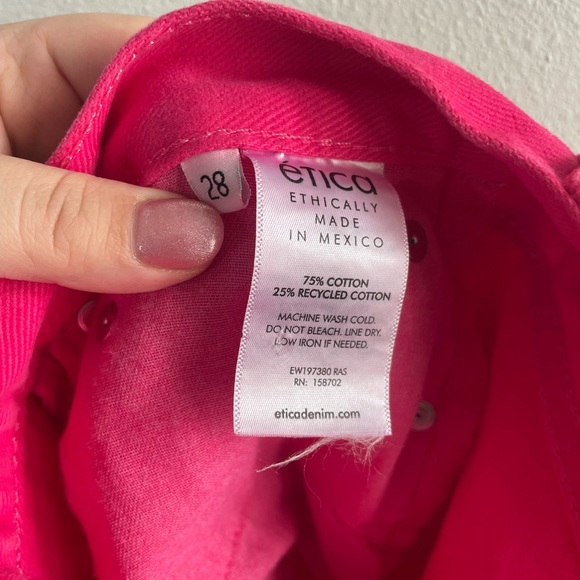 28
ética
ETHICALLY
MADE
IN MEXICO
75% COTTON
25% RECYCLED COTTON
MACHINE WASH COLD.
DO NOT BLEACH. LINE DRY.
LOW IRON IF NEEDED.
EW197380 RAS
RN: 158702
eticadenim.com